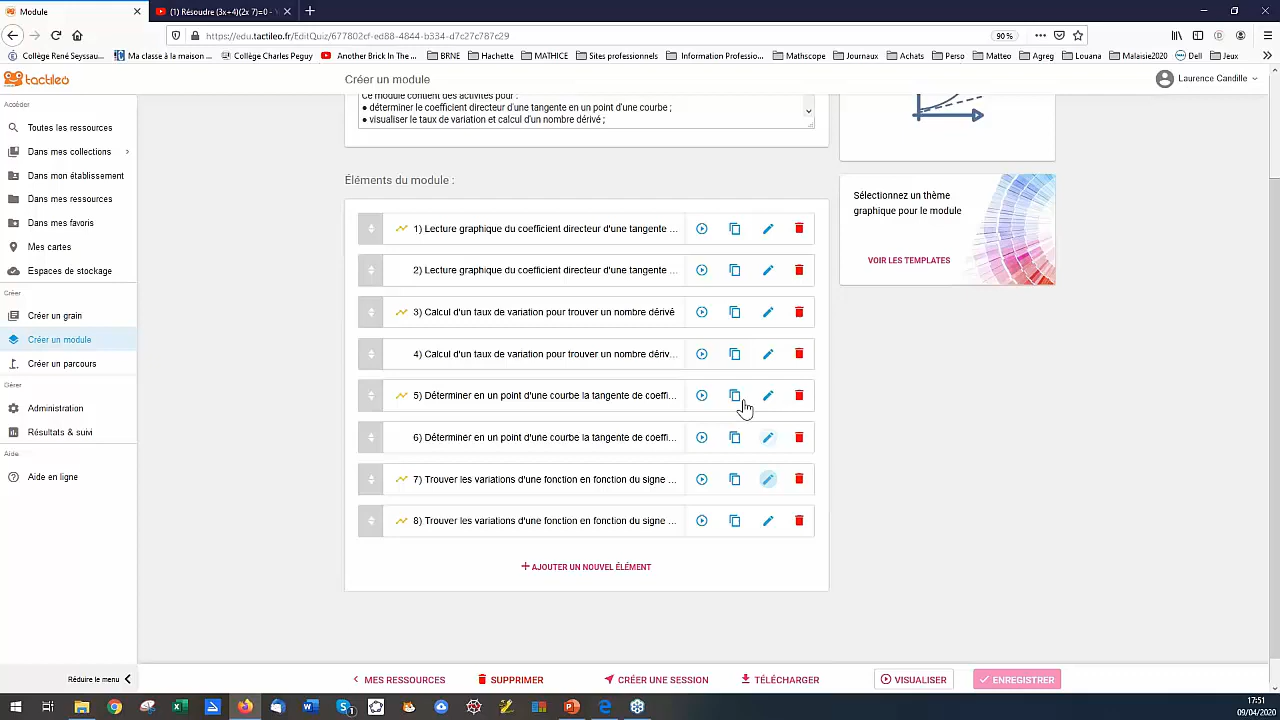 Module
(1) Résoudre (3x+4)(2x 7)=0 -
https://edu.tactileo.fr/EditQuiz/677802cf-ed88-4844-b334-d7c27c787c29
90 %
Collège René Seyssau...
Ma classe à la maison ...
Collège Charles Peguy
Another Brick In The ...
BRNE
Hachette
MATHICE
Sites professionels
Information Professio...
Mathscope
Journaux
Achats
Perso
Matteo
Agreg
Louana
Malaisie2020
Dell
Jeux
tactileo
Créer un module
Laurence Candille
Accéder
Toutes les ressources
Dans mes collections
Dans mon établissement
Dans mes ressources
Dans mes favoris
Mes cartes
Espaces de stockage
Créer
Créer un grain
Créer un module
Créer un parcours
Gérer
Administration
Résultats & suivi
Aide
Aide en ligne
Réduire le menu
Ce module contient des activités pour :
● déterminer le coefficient directeur d'une tangente en un point d'une courbe ;
● visualiser le taux de variation et calcul d'un nombre dérivé ;
Éléments du module :
1) Lecture graphique du coefficient directeur d'une tangente ...
2) Lecture graphique du coefficient directeur d'une tangente ...
3) Calcul d'un taux de variation pour trouver un nombre dérivé
4) Calcul d'un taux de variation pour trouver un nombre dériv...
5) Déterminer en un point d'une courbe la tangente de coeffi...
6) Déterminer en un point d'une courbe la tangente de coeffi...
7) Trouver les variations d'une fonction en fonction du signe ...
8) Trouver les variations d'une fonction en fonction du signe ...
+ AJOUTER UN NOUVEL ÉLÉMENT
Sélectionnez un thème
graphique pour le module
VOIR LES TEMPLATES
MES RESSOURCES
SUPPRIMER
CRÉER UNE SESSION
TÉLÉCHARGER
VISUALISER
ENREGISTRER
17:51
09/04/2020